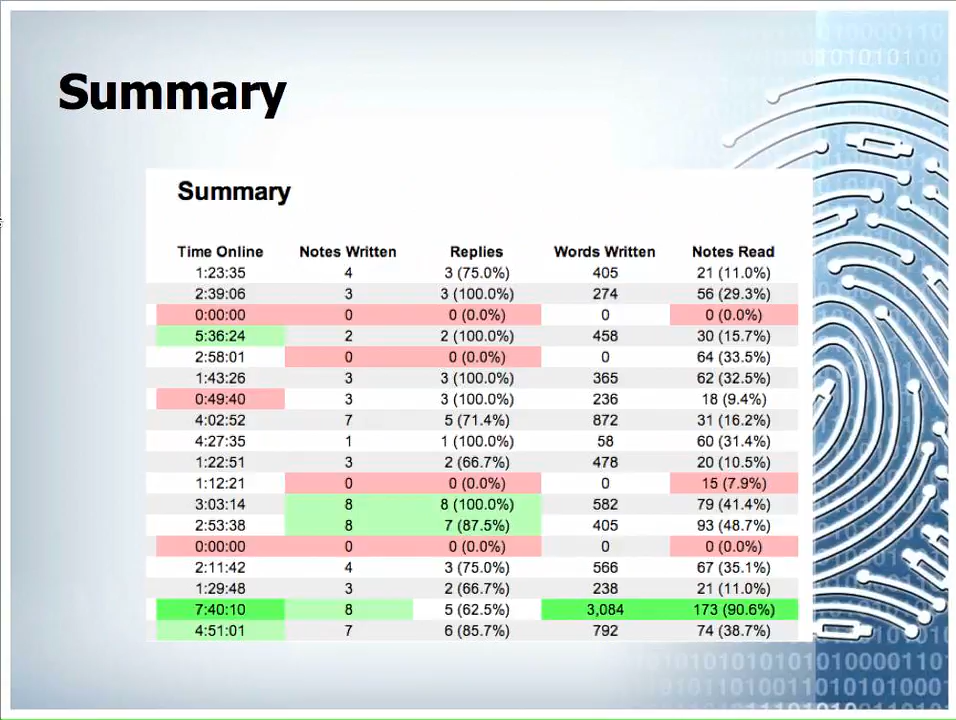 Summary
Summary
Time Online Notes Written Replies Words Written Notes Read
1:23:35 4 3 (75.0%) 405 21 (11.0%)
2:39:06 3 3 (100.0%) 274 56 (29.3%)
0:00:00 0 0 (0.0%) 0 0 (0.0%)
5:36:24 2 2 (100.0%) 458 30 (15.7%)
2:58:01 0 0 (0.0%) 0 64 (33.5%)
1:43:26 3 3 (100.0%) 365 62 (32.5%)
0:49:40 3 3 (100.0%) 236 18 (9.4%)
4:02:52 7 5 (71.4%) 872 31 (16.2%)
4:27:35 1 1 (100.0%) 58 60 (31.4%)
1:22:51 3 2 (66.7%) 478 20 (10.5%)
1:12:21 0 0 (0.0%) 0 15 (7.9%)
3:03:14 8 8 (100.0%) 582 79 (41.4%)
2:53:38 8 7 (87.5%) 405 93 (48.7%)
0:00:00 0 0 (0.0%) 0 0 (0.0%)
2:11:42 4 3 (75.0%) 566 67 (35.1%)
1:29:48 3 2 (66.7%) 238 21 (11.0%)
7:40:10 8 5 (62.5%) 3,084 173 (90.6%)
4:51:01 7 6 (85.7%) 792 74 (38.7%)